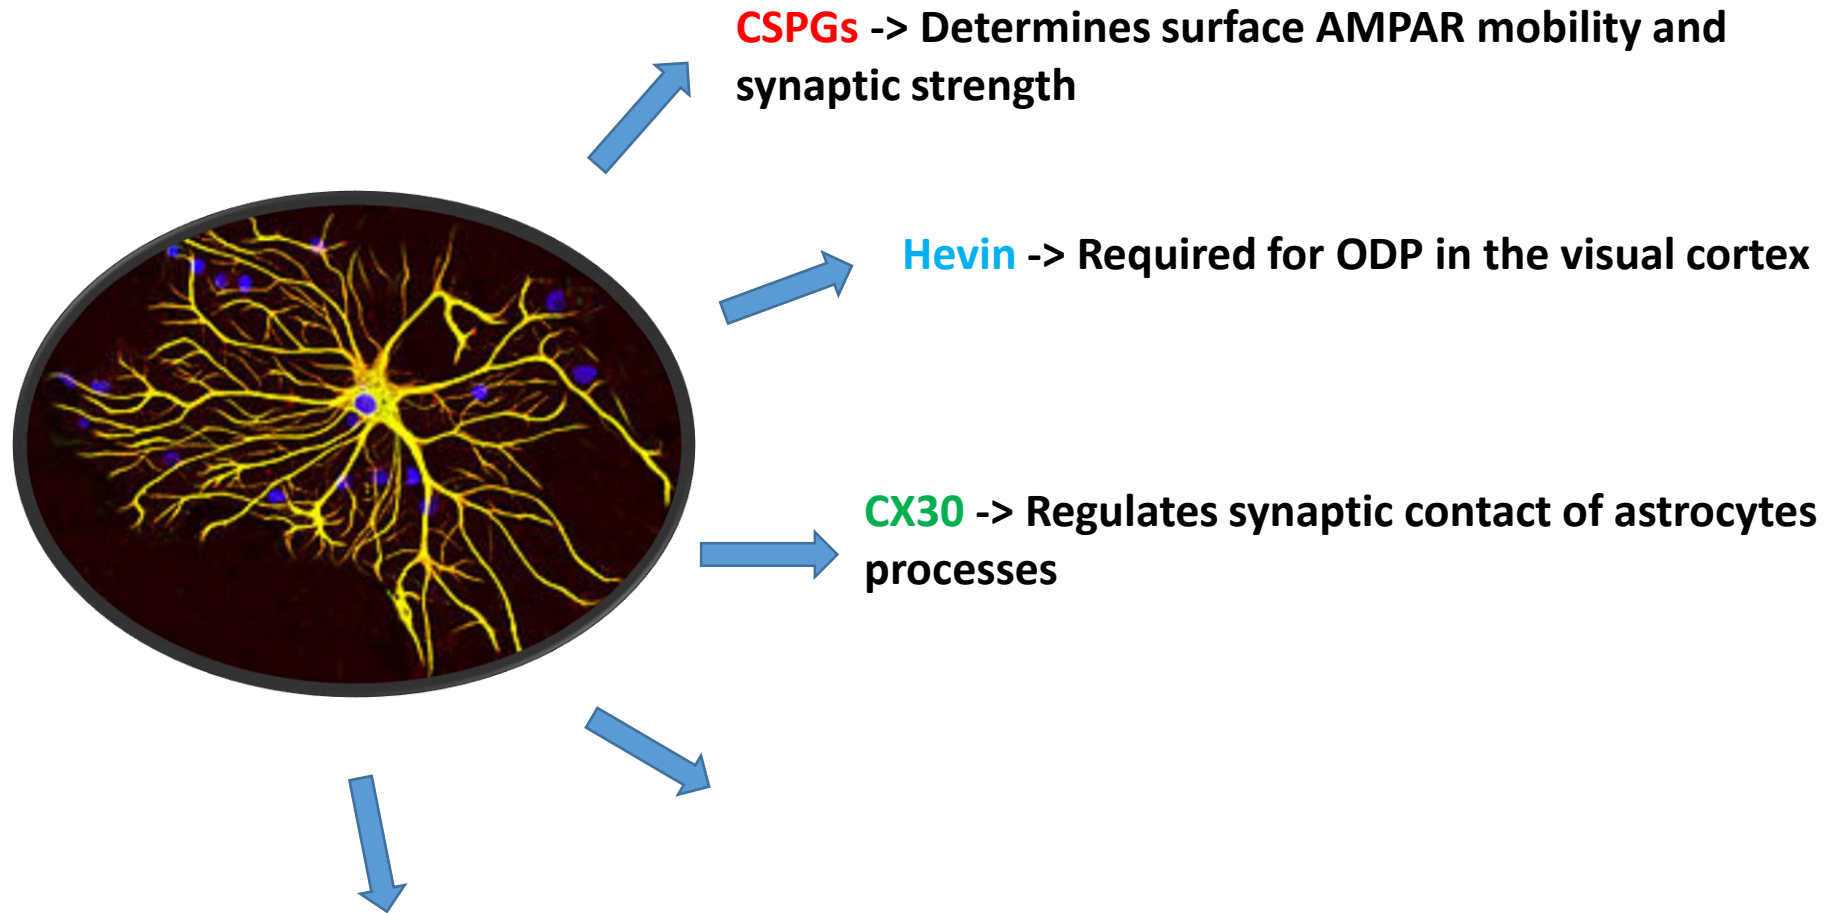 CSPGs -> Determines surface AMPAR mobility and
synaptic strength
Hevin -> Required for ODP in the visual cortex
CX30 -> Regulates synaptic contact of astrocytes
processes